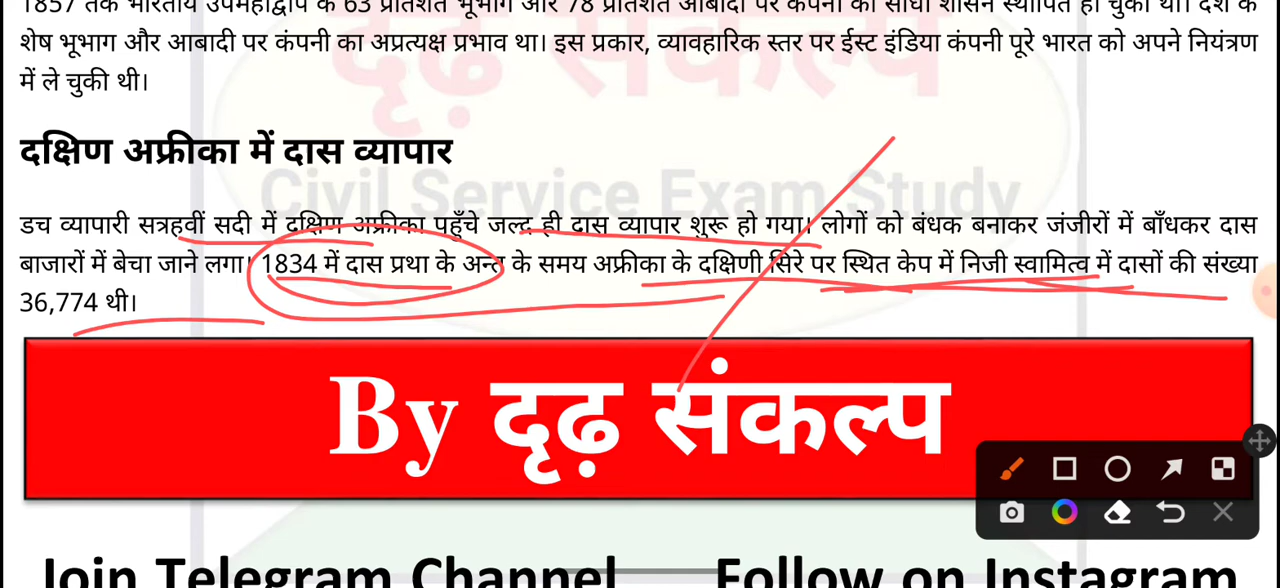 1857 तक भारतीय उपमहाद्वीप के 63 प्रतिशत भूभाग और 78 प्रतिशत आबादी पर कंपनी का सीधा शासन स्थापित हो चुका था। देश के
शेष भूभाग और आबादी पर कंपनी का अप्रत्यक्ष प्रभाव था। इस प्रकार, व्यावहारिक स्तर पर ईस्ट इंडिया कंपनी पूरे भारत को अपने नियंत्रण
में ले चुकी थी।
दृढ़ संकल्प
दक्षिण अफ्रीका में दास व्यापार
Civil Service Exam Study
डच व्यापारी सत्रहवीं सदी में दक्षिण अफ्रीका पहुँचे जल्द ही दास व्यापार शुरू हो गया। लोगों को बंधक बनाकर जंजीरों में बाँधकर दास
बाजारों में बेचा जाने लगा। 1834 में दास प्रथा के अन्त के समय अफ्रीका के दक्षिणी सिरे पर स्थित केप में निजी स्वामित्व में दासों की संख्या
36,774 थी।
By दृढ़ संकल्प
Join Telegram Channel Follow on Instagram